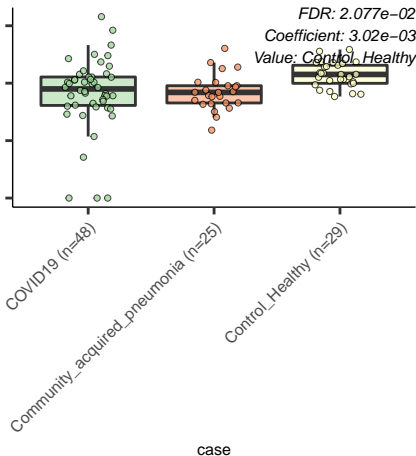 FDR: 2.077e−02
Coefficient: 3.02e−03
Value: Control_Healthy
COVID19 (n=48)
Community_acquired_pneumonia (n=25)
Control_Healthy (n=29)
case